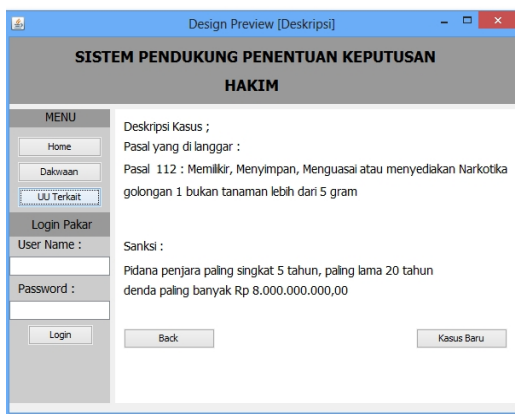 Design Preview [Deskripsi]
SISTEM PENDUKUNG PENENTUAN KEPUTUSAN
HAKIM
MENU
Home
Dakwaan
UU Terkait
Login Pakar
User Name :
Password :
Login
Deskripsi Kasus ;
Pasal yang di langgar :
Pasal 112 : Memilikir, Menyimpan, Menguasai atau menyediakan Narkotika
golongan 1 bukan tanaman lebih dari 5 gram
Sanksi :
Pidana penjara paling singkat 5 tahun, paling lama 20 tahun
denda paling banyak Rp 8.000.000.000,00
Back
Kasus Baru